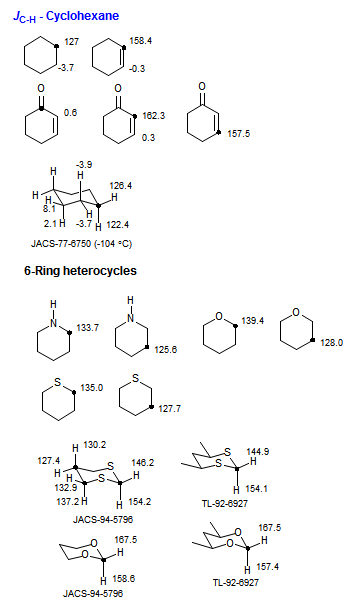 JC-H - Cyclohexane
127
-3.7
158.4
-0.3
O
0.6
O
162.3
0.3
O
157.5
-3.9
H
H
126.4
H
H
8.1
H
H
2.1 H
-3.7
H
122.4
JACS-77-6750 (-104 °C)
6-Ring heterocycles
H
N
133.7
H
N
125.6
O
139.4
O
128.0
S
135.0
S
127.7
H
130.2
127.4
H
H
S
S
146.2
H
132.9
137.2 H
H
154.2
JACS-94-5796
S
S
144.9
H
H
154.1
TL-92-6927
O
O
167.5
H
H
158.6
JACS-94-5796
O
O
167.5
H
H
157.4
TL-92-6927